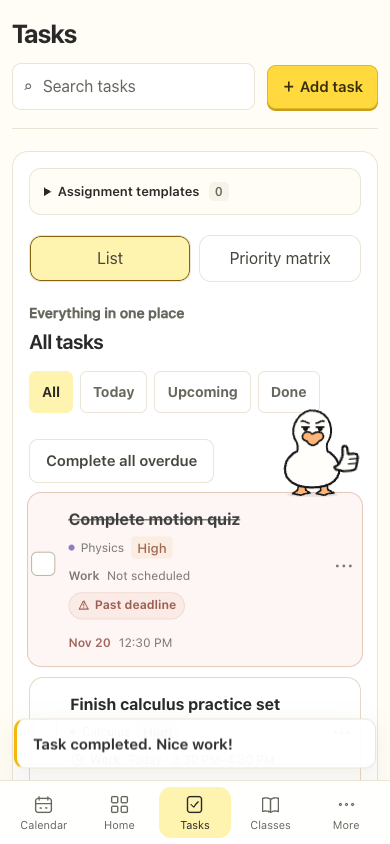 Tasks
Search tasks
+ Add task
Assignment templates 0
List
Priority matrix
Everything in one place
All tasks
All
Today
Upcoming
Done
Complete all overdue
Complete motion quiz
Physics High
Work Not scheduled
Past deadline
Nov 20 12:30 PM
Finish calculus practice set
Task completed. Nice work!
Calendar
Home
Tasks
Classes
More